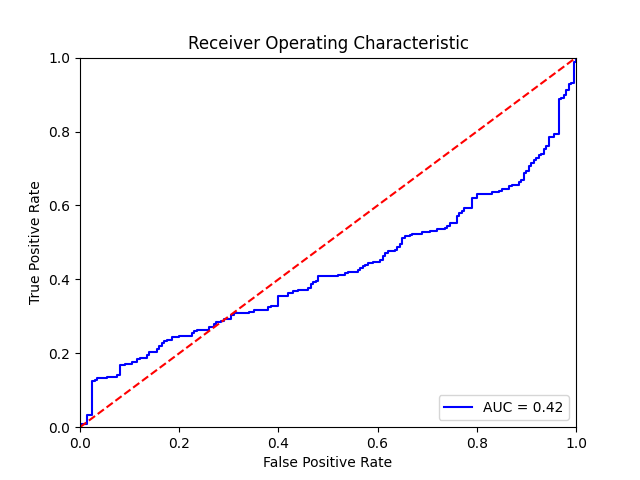 Receiver Operating Characteristic
1.0
0.8
0.6
0.4
0.2
0.0
True Positive Rate
AUC = 0.42
0.0 0.2 0.4 0.6 0.8 1.0
False Positive Rate